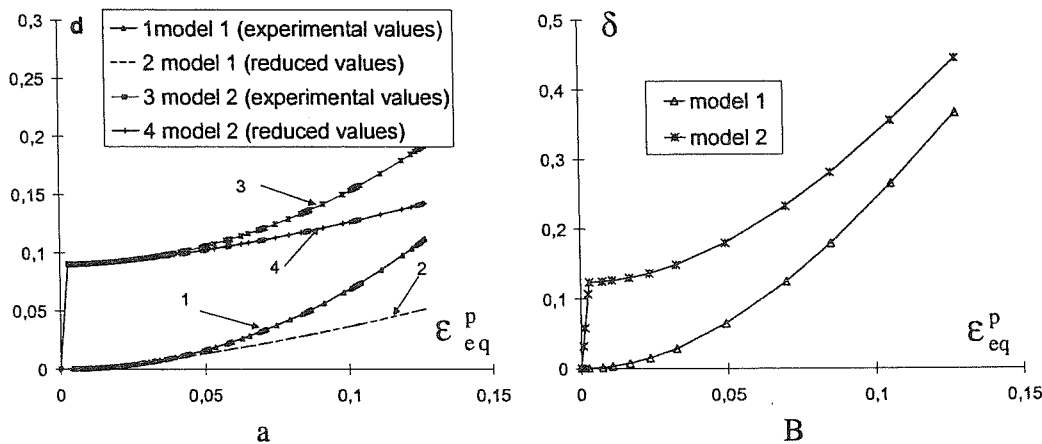 0,3
d
1model 1 (experimental values)
2 model 1 (reduced values)
3 model 2 (experimental values)
4 model 2 (reduced values)
0,25
0,2
0,15
0,1
0,05
0
3
4
1
2
ε p eq
0
0,05
0,1
0,15
a
δ
0,5
0,4
0,3
0,2
0,1
0
model 1
model 2
ε p eq
0
0,05
0,1
0,15
B